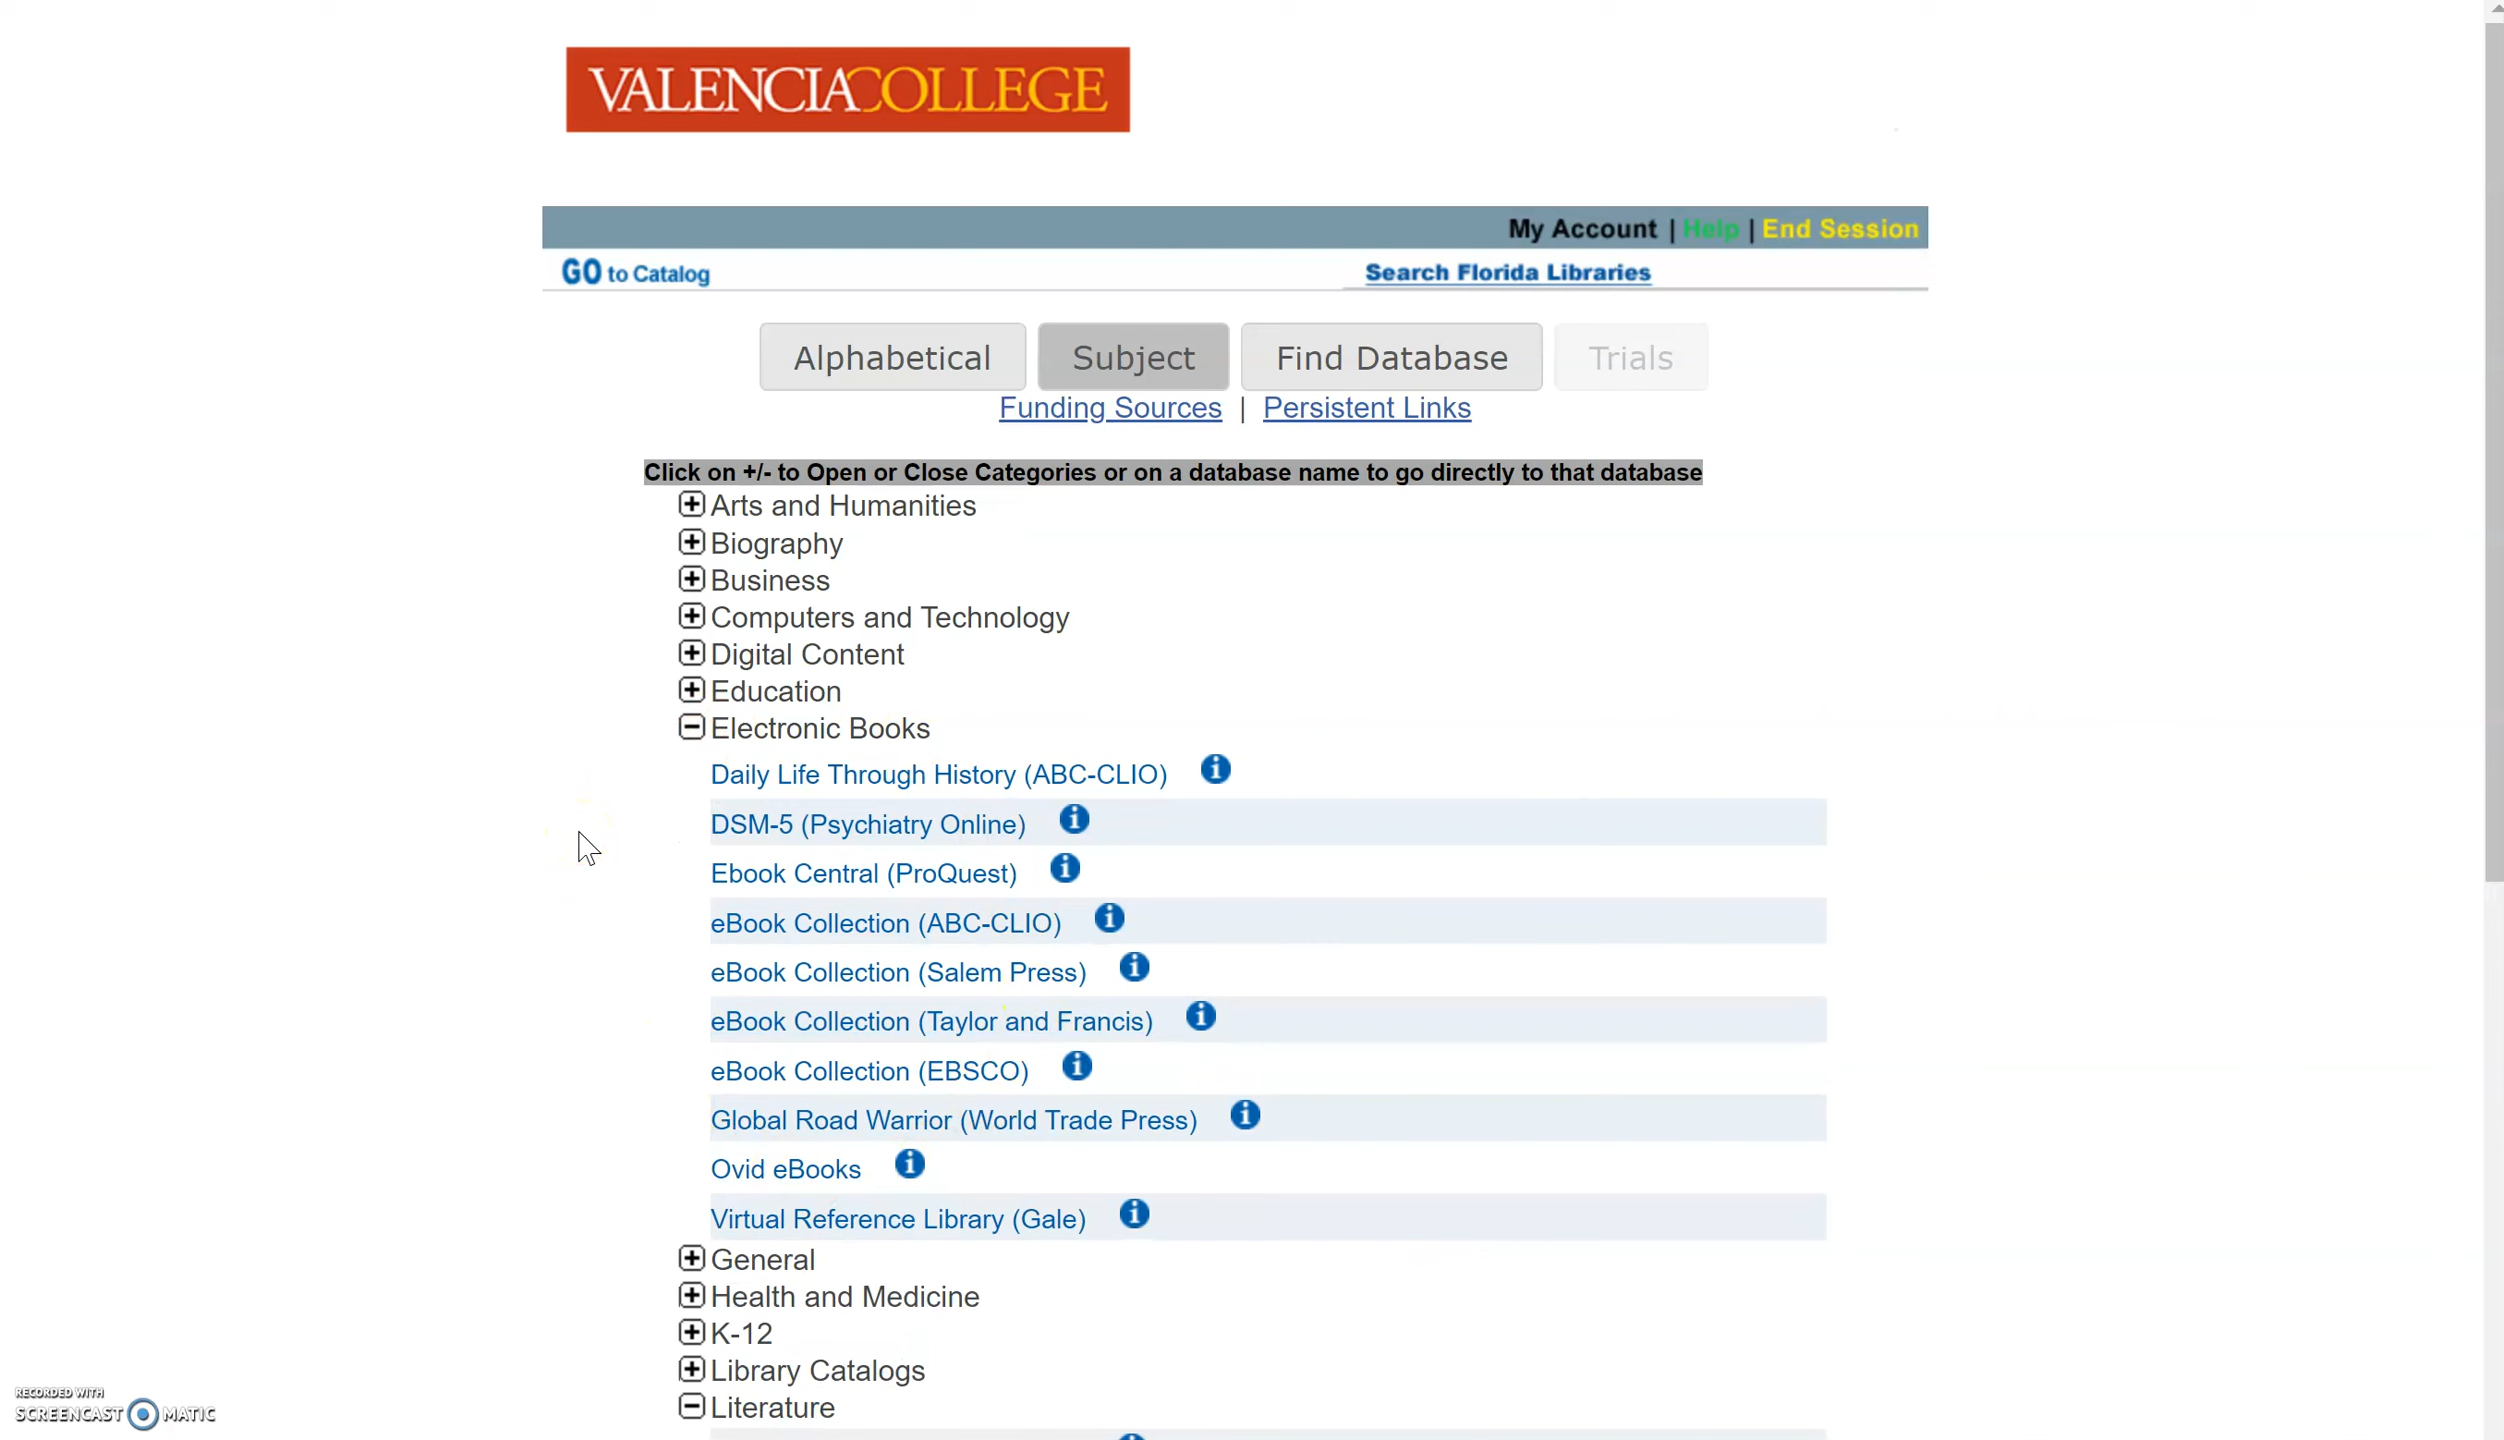 VALENCIACOLLEGE
My Account | Help | End Session
GO to Catalog
Search Florida Libraries
Alphabetical
Subject
Find Database
Trials
Funding Sources | Persistent Links
Click on +/- to Open or Close Categories or on a database name to go directly to that database
Arts and Humanities
Biography
Business
Computers and Technology
Digital Content
Education
Electronic Books
Daily Life Through History (ABC-CLIO)
DSM-5 (Psychiatry Online)
Ebook Central (ProQuest)
eBook Collection (ABC-CLIO)
eBook Collection (Salem Press)
eBook Collection (Taylor and Francis)
eBook Collection (EBSCO)
Global Road Warrior (World Trade Press)
Ovid eBooks
Virtual Reference Library (Gale)
General
Health and Medicine
K-12
Library Catalogs
Literature
RECORDED WITH
SCREENCAST MATIC